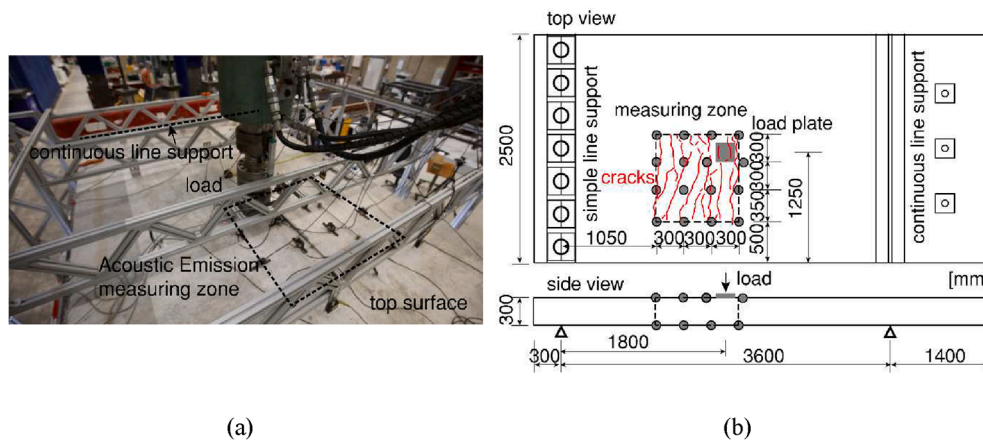 continuous line support
load
Acoustic Emission
measuring zone
top surface
(a)
top view
2500
simple line support
measuring zone
load plate
cracks
300
300
350
500
1250
1050
300
300
300
continuous line support
side view
load
[mm
300
1800
300
3600
1400
(b)